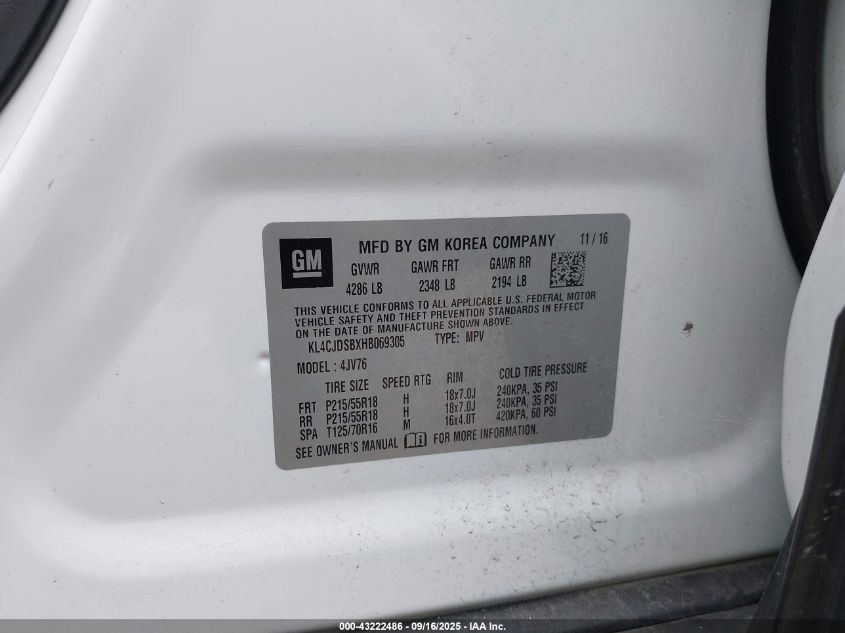 GM
MFD BY GM KOREA COMPANY 11 / 16
GVWR GAWR FRT GAWR RR
4286 LB 2348 LB 2194 LB
THIS VEHICLE CONFORMS TO ALL APPLICABLE U.S. FEDERAL MOTOR
VEHICLE SAFETY AND THEFT PREVENTION STANDARDS IN EFFECT
ON THE DATE OF MANUFACTURE SHOWN ABOVE.
KL4CJDSBXHB069305 TYPE: MPV
MODEL : 4JV76
TIRE SIZE SPEED RTG RIM COLD TIRE PRESSURE
FRT P215/55R18 H 18x7.0J 240KPA, 35 PSI
RR P215/55R18 H 18x7.0J 240KPA, 35 PSI
SPA T125/70R16 M 16x4.0T 420KPA, 60 PSI
SEE OWNER'S MANUAL FOR MORE INFORMATION.
000-43222486 - 09/16/2025 - IAA Inc.